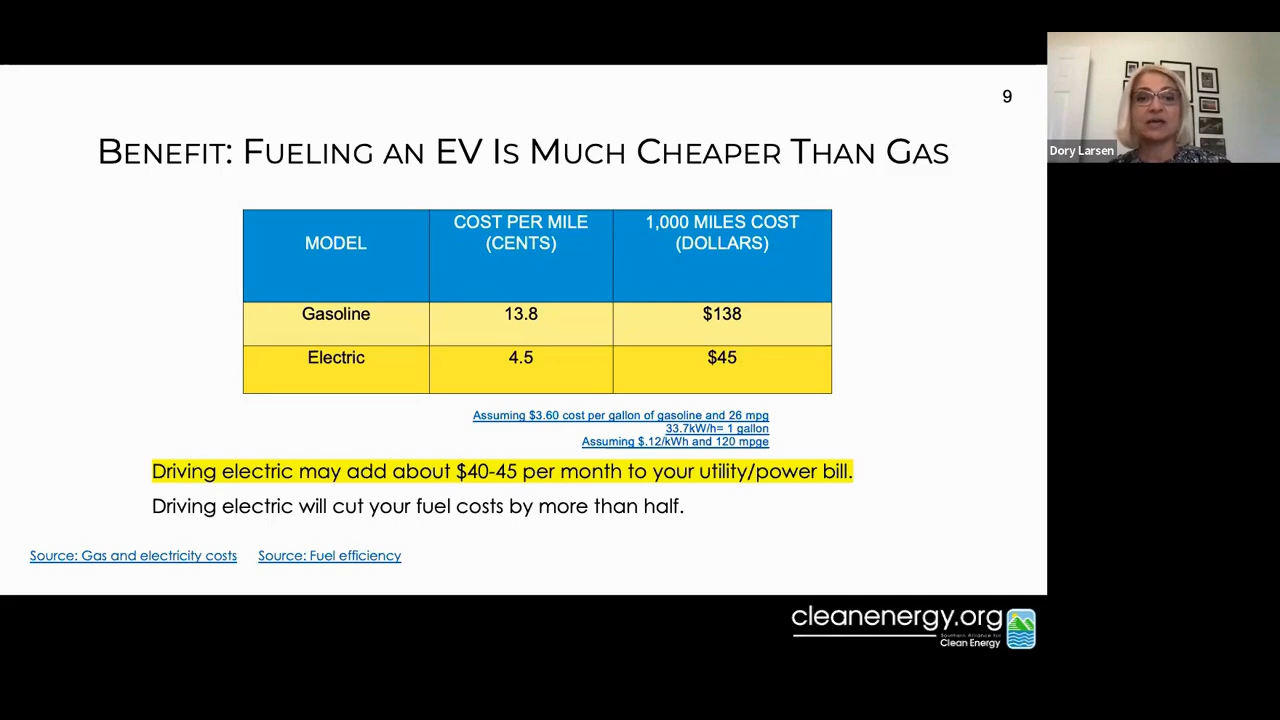 9
Benefit: Fueling an EV Is Much Cheaper Than Gas
MODEL
COST PER MILE
(CENTS)
1,000 MILES COST
(DOLLARS)
Gasoline
13.8
$138
Electric
4.5
$45
Assuming $3.60 cost per gallon of gasoline and 26 mpg
33.7kW/h= 1 gallon
Assuming $.12/kWh and 120 mpge
Driving electric may add about $40-45 per month to your utility/power bill.
Driving electric will cut your fuel costs by more than half.
Source: Gas and electricity costs
Source: Fuel efficiency
Dory Larsen
cleanenergy.org
Southern Alliance for
Clean Energy